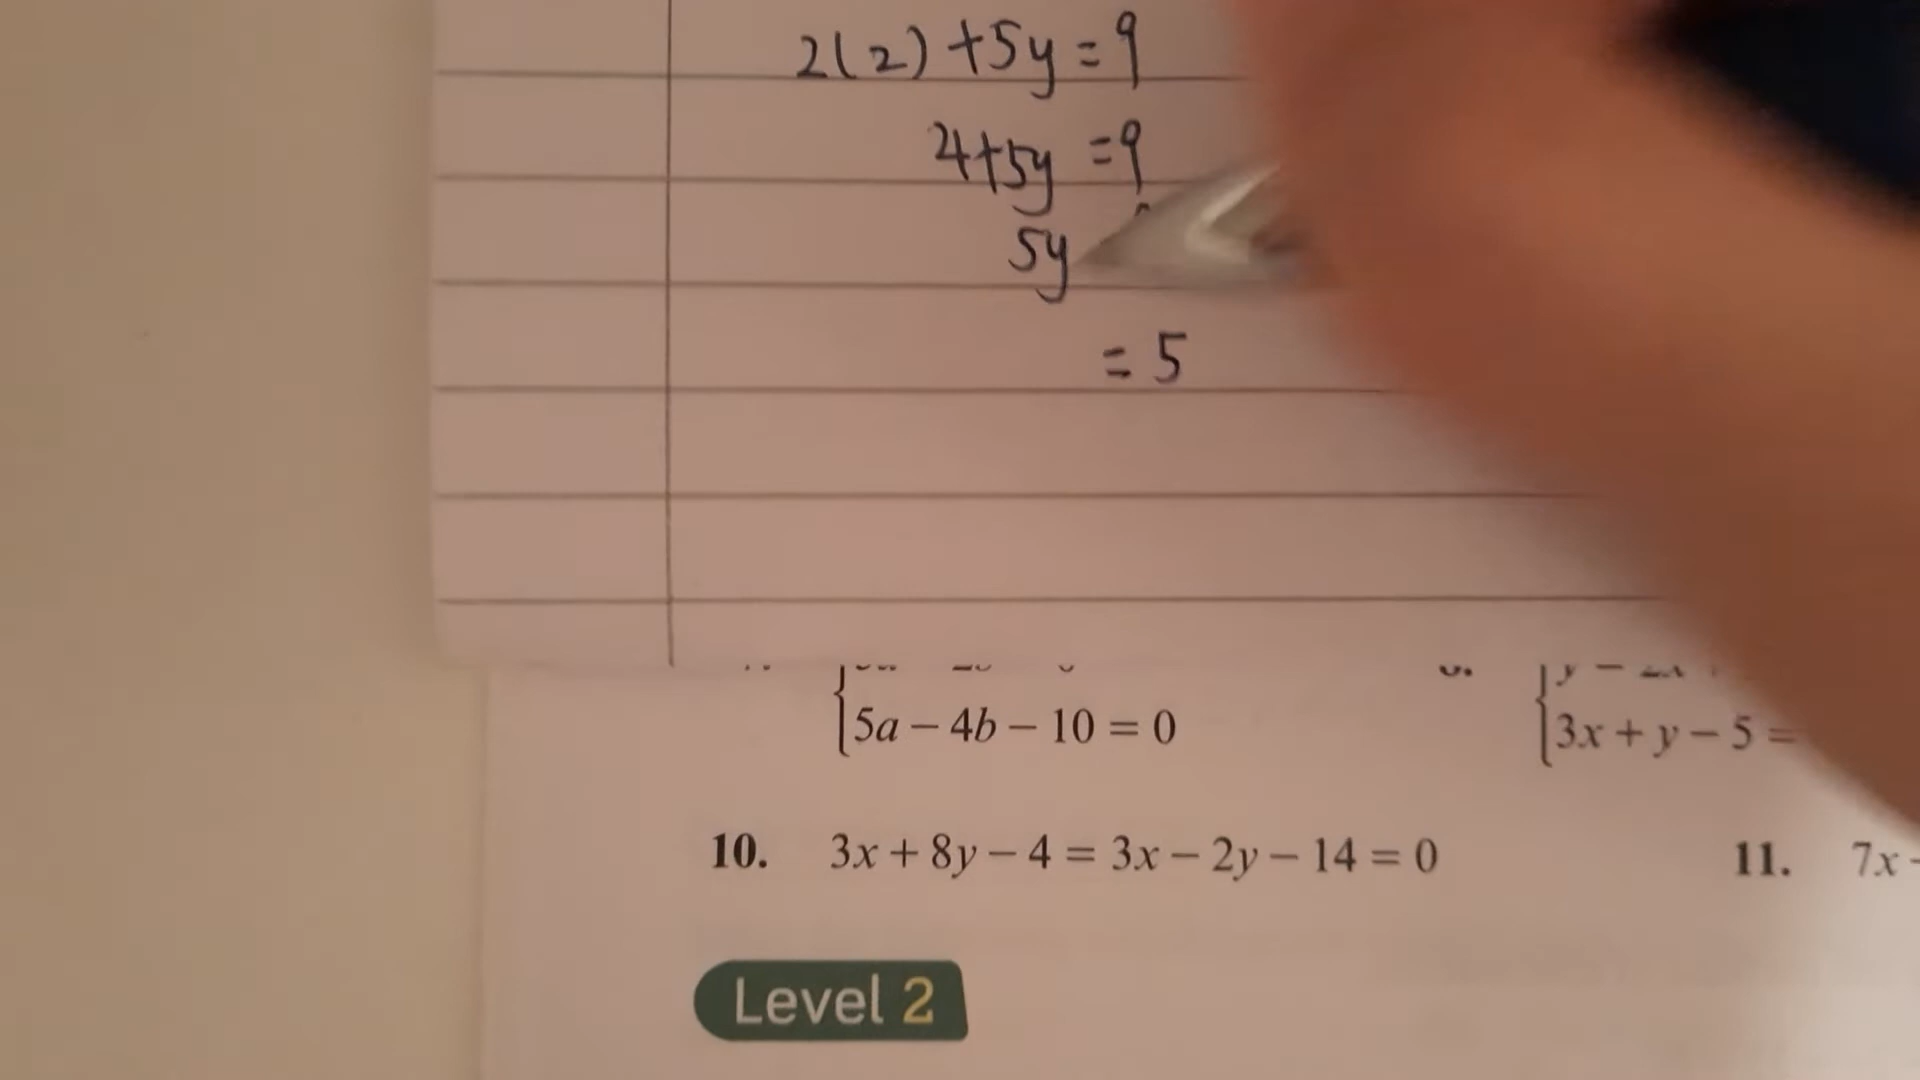 2(2)+5y=9
4+5y=9
5y
=5
5a – 4b – 10 = 0
3x + y – 5 =
10. 3x + 8y – 4 = 3x – 2y – 14 = 0
11. 7x
Level 2